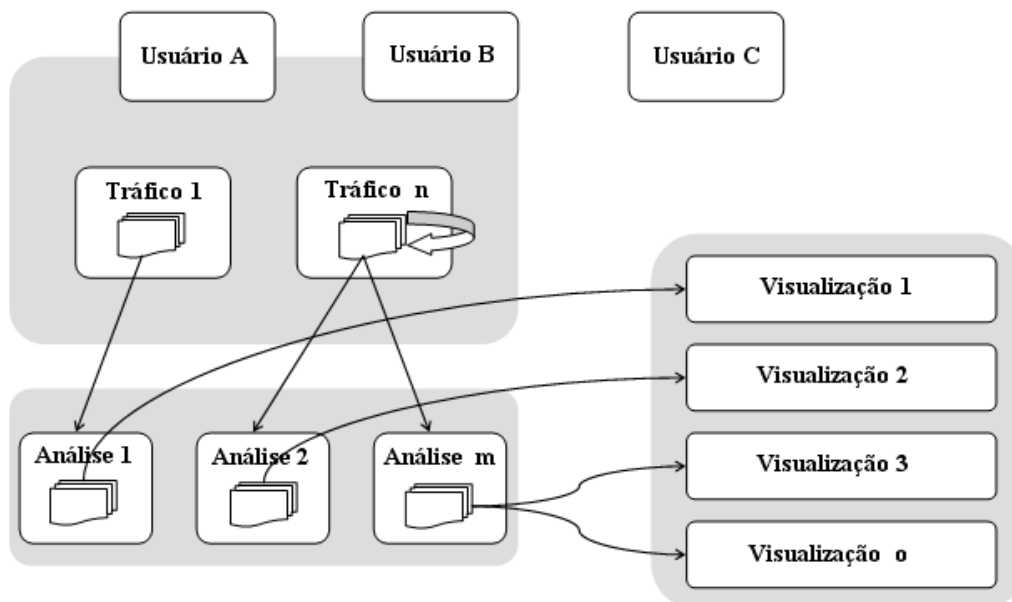 Usuário A
Usuário B
Usuário C
Tráfico 1
Tráfico n
Visualização 1
Visualização 2
Análise 1
Análise 2
Análise m
Visualização 3
Visualização o